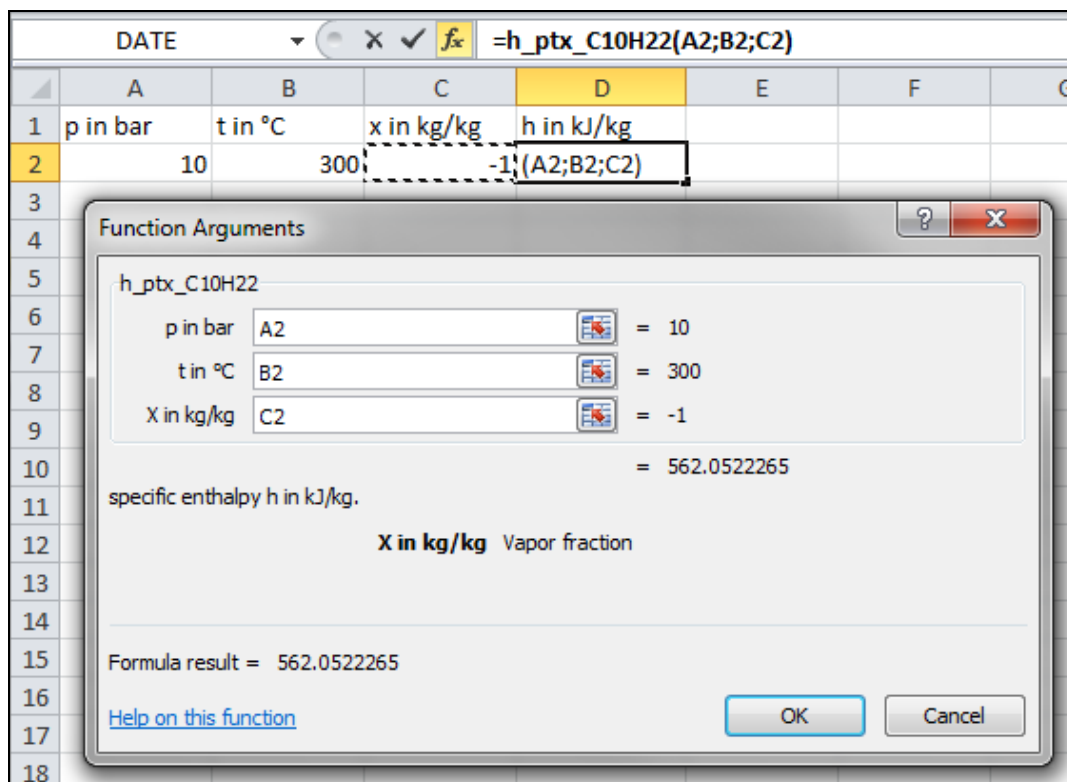 DATE fx =h_ptx_C10H22(A2;B2;C2)
A B C D E F
1 p in bar t in °C x in kg/kg h in kJ/kg
2 10 300 -1 (A2;B2;C2)
3
4 Function Arguments ? X
5 h_ptx_C10H22
6 p in bar A2 = 10
7 t in °C B2 = 300
8 X in kg/kg C2 = -1
9
10 = 562.0522265
11 specific enthalpy h in kJ/kg.
12 X in kg/kg Vapor fraction
13
14
15 Formula result = 562.0522265
16
17 Help on this function OK Cancel
18